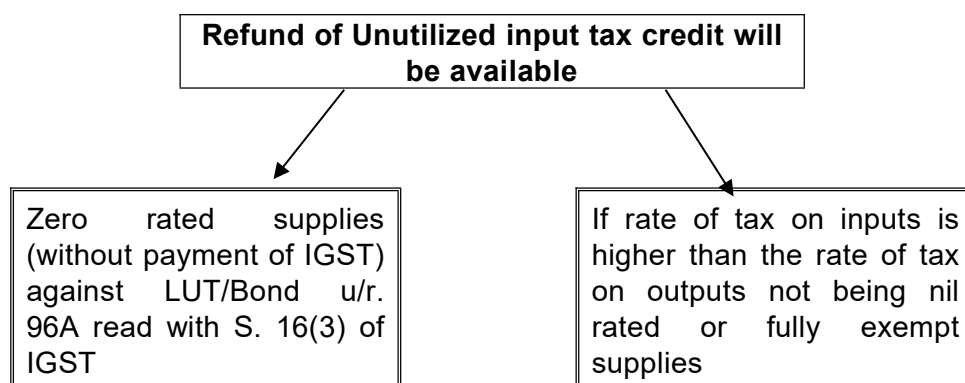 Refund of Unutilized input tax credit will
be available
Zero rated supplies
(without payment of IGST)
against LUT/Bond u/r.
96A read with S. 16(3) of
IGST
If rate of tax on inputs is
higher than the rate of tax
on outputs not being nil
rated or fully exempt
supplies